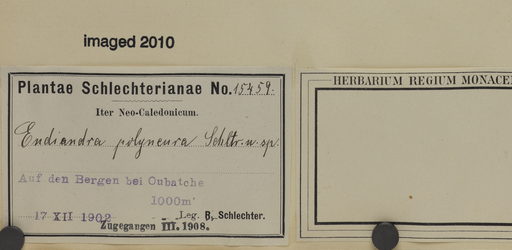 imaged 2010
Plantae Schlechterianae No. 15459.
Iter Neo-Caledonicum.
Endiandra polyneura Schltr. n. sp.
Auf den Bergen bei Oubatche
1000m
17 XII 1902 Leg. R. Schlechter.
Zugegangen III. 1908.
HERBARIUM REGIUM MONACE